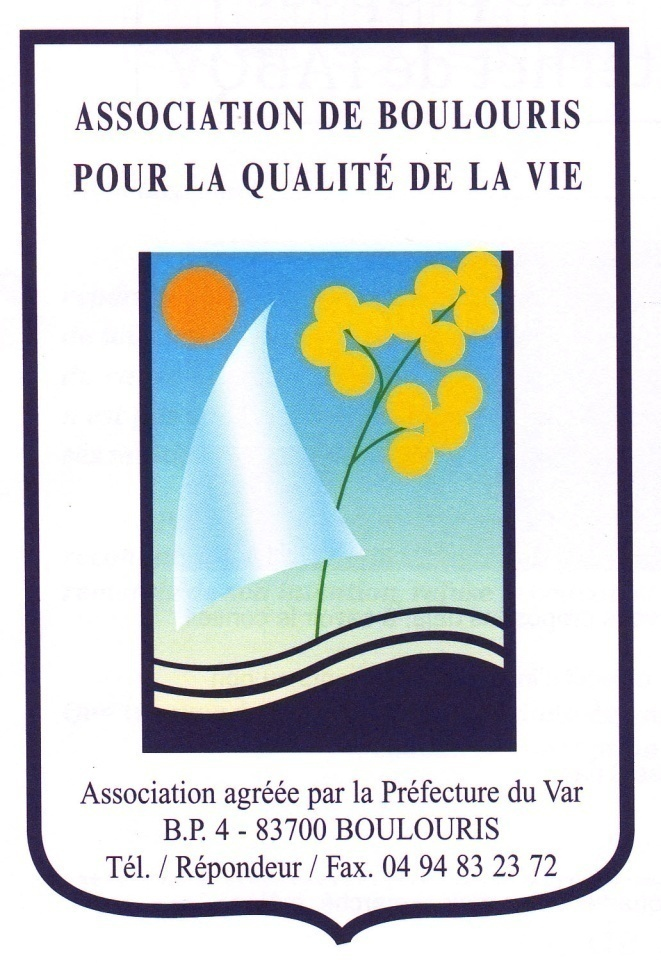 ASSOCIATION DE BOULOURIS
POUR LA QUALITÉ DE LA VIE
Association agréée par la Préfecture du Var
B.P. 4 - 83700 BOULOURIS
Tél. / Répondeur / Fax. 04 94 83 23 72